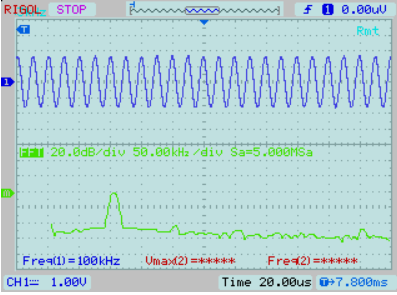 RIGOL STOP 1 0.00uV
T Rmt
1
FFT 20.0dB/div 50.00kHz/div Sa=5.000MSa
M
Freq(1)=100kHz Vmax(2)=***** Freq(2)=*****
CH1 1.00V Time 20.00us T→7.800ms